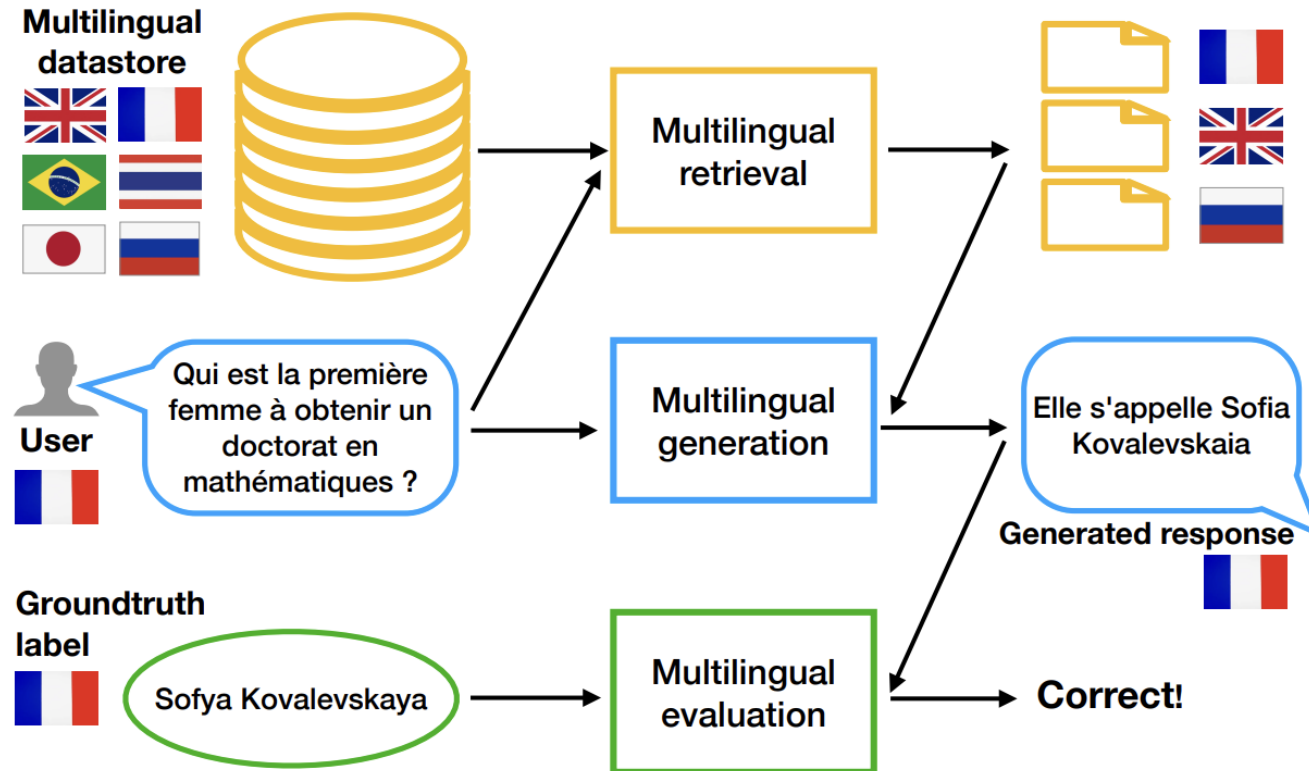 Multilingual
datastore
Multilingual
retrieval
User
Qui est la première
femme à obtenir un
doctorat en
mathématiques ?
Multilingual
generation
Elle s'appelle Sofia
Kovalevskaia
Generated response
Groundtruth
label
Sofya Kovalevskaya
Multilingual
evaluation
Correct!